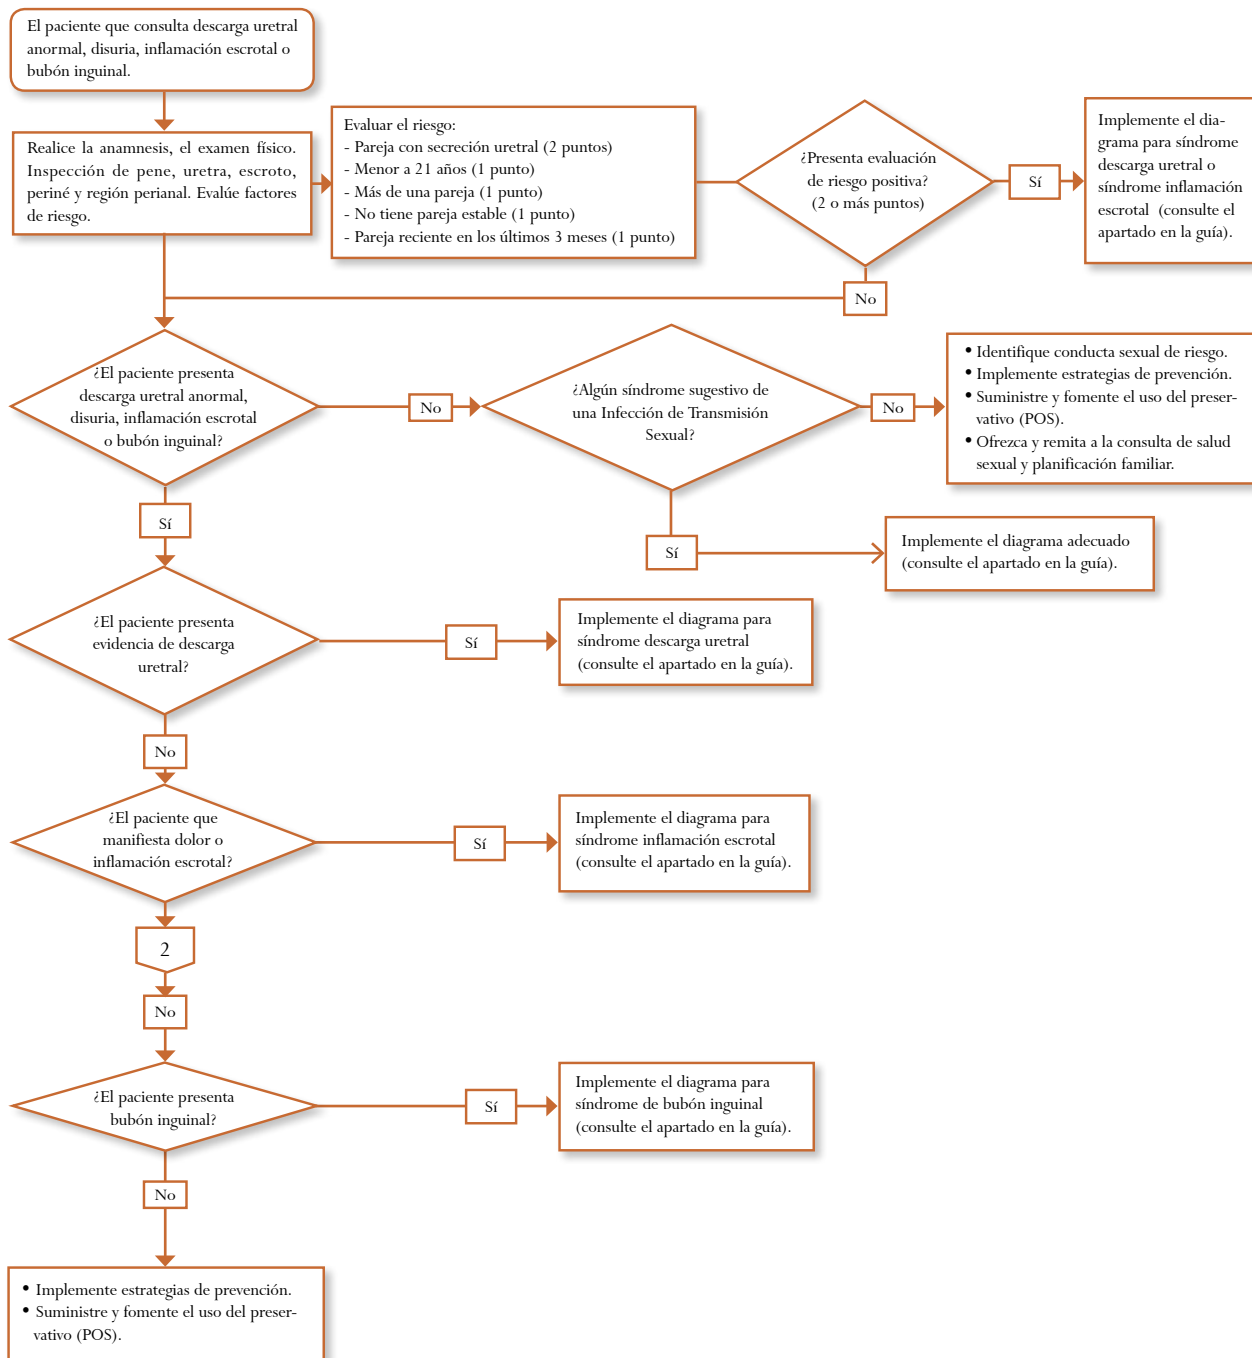 El paciente que consulta descarga uretral
anormal, disuria, inflamación escrotal o
bubón inguinal.
Realice la anamnesis, el examen físico.
Inspección de pene, uretra, escroto,
periné y región perianal. Evalúe factores
de riesgo.
Evaluar el riesgo:
- Pareja con secreción uretral (2 puntos)
- Menor a 21 años (1 punto)
- Más de una pareja (1 punto)
- No tiene pareja estable (1 punto)
- Pareja reciente en los últimos 3 meses (1 punto)
¿Presenta evaluación
de riesgo positiva?
(2 o más puntos)
Sí
Implemente el dia-
grama para síndrome
descarga uretral o
síndrome inflamación
escrotal (consulte el
apartado en la guía).
No
¿El paciente presenta
descarga uretral anormal,
disuria, inflamación escrotal
o bubón inguinal?
No
¿Algún síndrome sugestivo de
una Infección de Transmisión
Sexual?
No
• Identifique conducta sexual de riesgo.
• Implemente estrategias de prevención.
• Suministre y fomente el uso del preser-
vativo (POS).
• Ofrezca y remita a la consulta de salud
sexual y planificación familiar.
Sí
Sí
Implemente el diagrama adecuado
(consulte el apartado en la guía).
¿El paciente presenta
evidencia de descarga
uretral?
Sí
Implemente el diagrama para
síndrome descarga uretral
(consulte el apartado en la guía).
No
¿El paciente que
manifiesta dolor o
inflamación escrotal?
Sí
Implemente el diagrama para
síndrome inflamación escrotal
(consulte el apartado en la guía).
2
No
¿El paciente presenta
bubón inguinal?
Sí
Implemente el diagrama para
síndrome de bubón inguinal
(consulte el apartado en la guía).
No
• Implemente estrategias de prevención.
• Suministre y fomente el uso del preser-
vativo (POS).